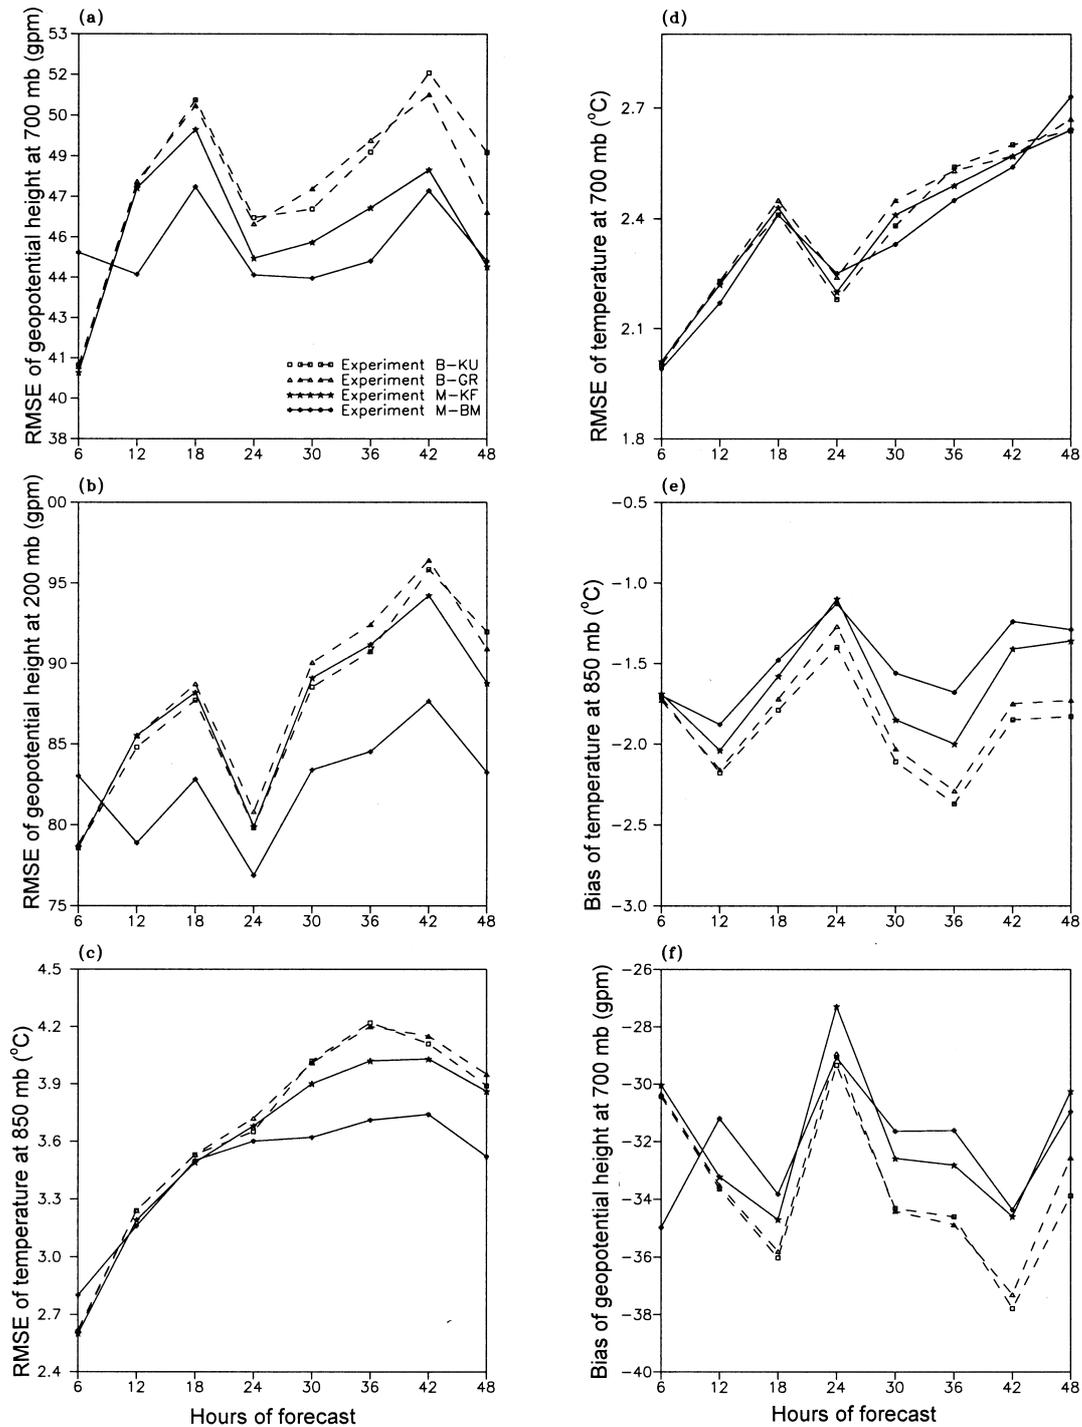 (a)
RMSE of geopotential height at 700 mb (gpm)
53
52
50
49
47
46
44
43
41
40
38
6 12 18 24 30 36 42 48
Experiment B-KU
Experiment B-GR
Experiment M-KF
Experiment M-BM
(b)
RMSE of geopotential height at 200 mb (gpm)
00
95
90
85
80
75
6 12 18 24 30 36 42 48
(c)
RMSE of temperature at 850 mb (°C)
4.5
4.2
3.9
3.6
3.3
3.0
2.7
2.4
6 12 18 24 30 36 42 48
Hours of forecast
(d)
RMSE of temperature at 700 mb (°C)
2.7
2.4
2.1
1.8
6 12 18 24 30 36 42 48
(e)
Bias of temperature at 850 mb (°C)
-0.5
-1.0
-1.5
-2.0
-2.5
-3.0
6 12 18 24 30 36 42 48
(f)
Bias of geopotential height at 700 mb (gpm)
-26
-28
-30
-32
-34
-36
-38
-40
6 12 18 24 30 36 42 48
Hours of forecast